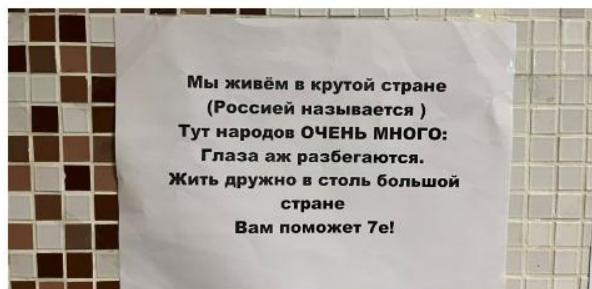 Мы живём в крутой стране
(Россией называется )
Тут народов ОЧЕНЬ МНОГО:
Глаза аж разбегаются.
Жить дружно в столь большой
стране
Вам поможет 7е!